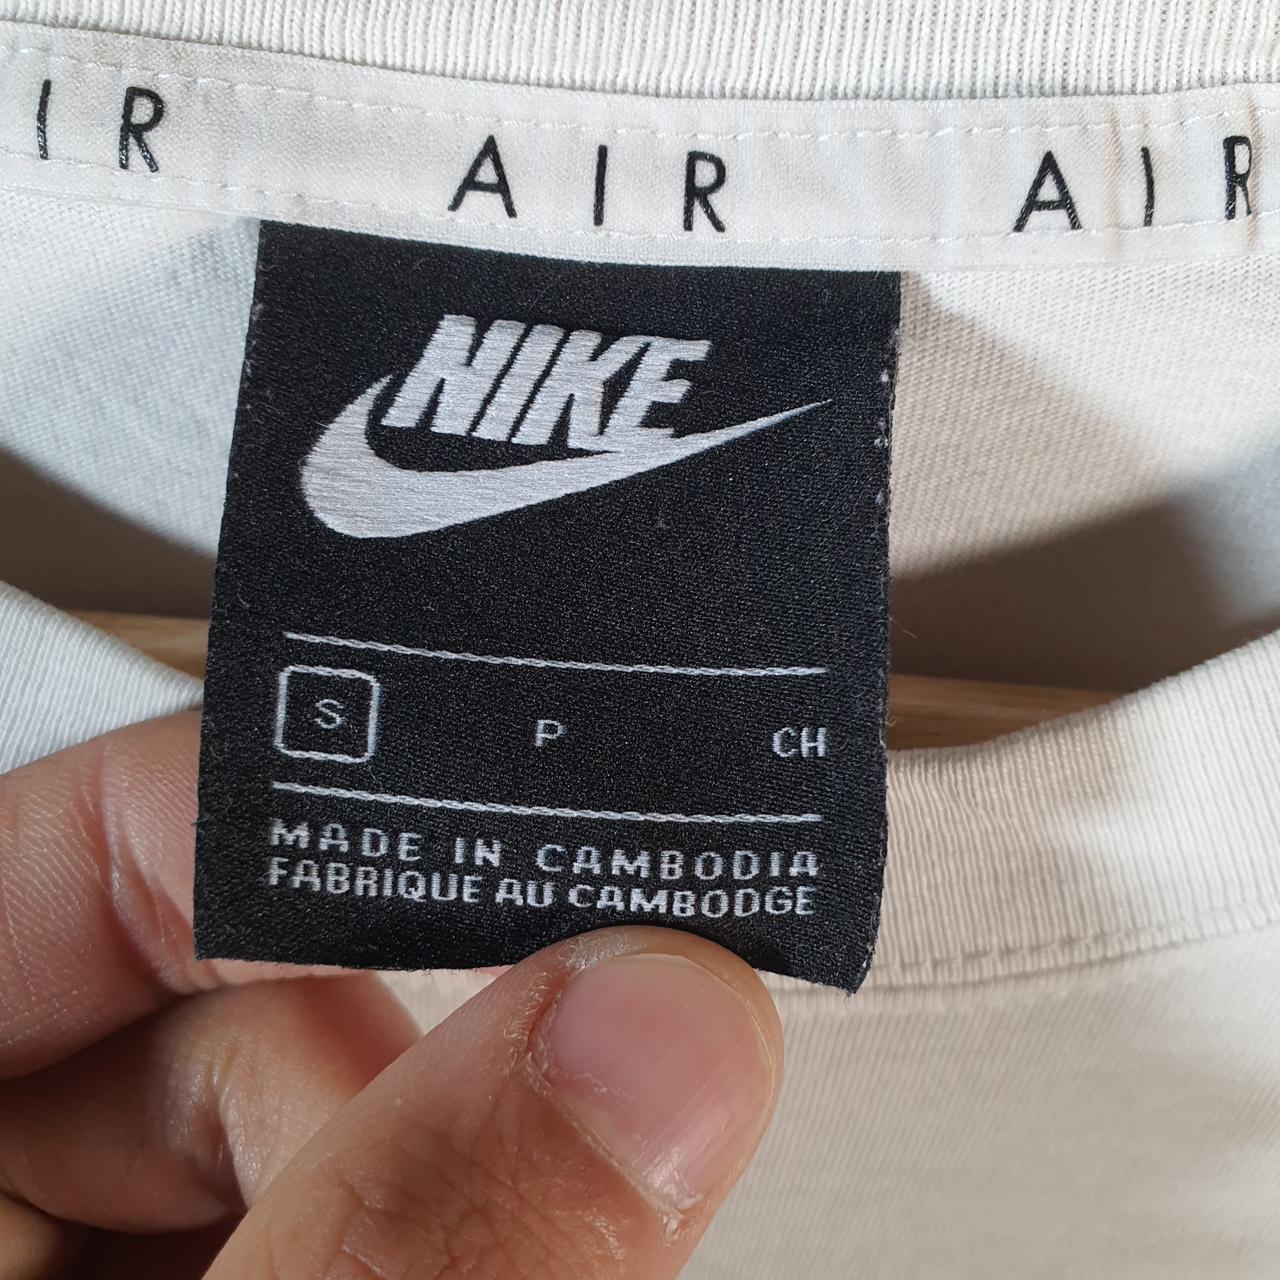 IR AIR AIR
NIKE
S P CH
MADE IN CAMBODIA
FABRIQUE AU CAMBODGE